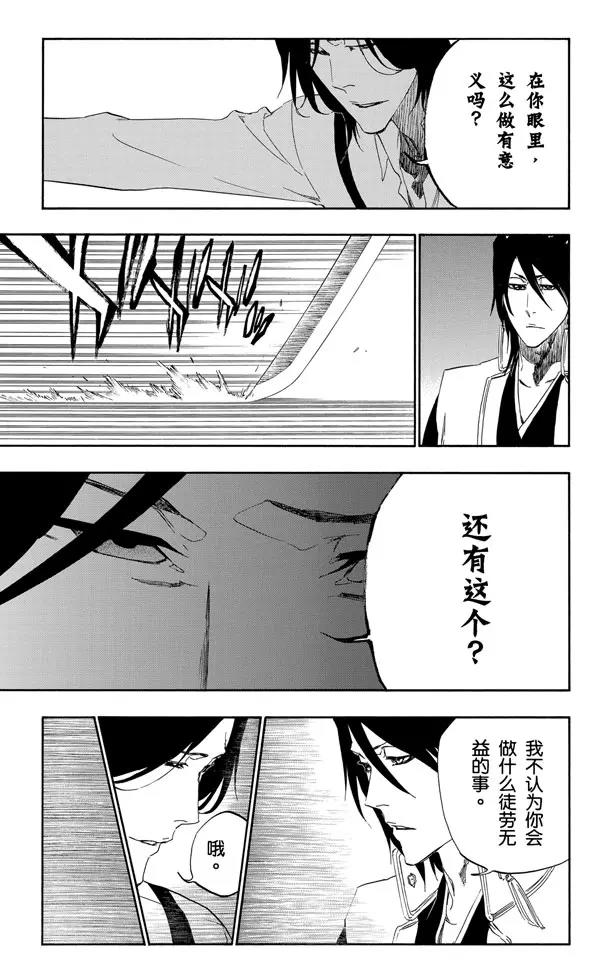 在你眼里，
这么做有意
义吗？
还有这个？
我不认为你会
做什么徒劳无
益的事。
哦。